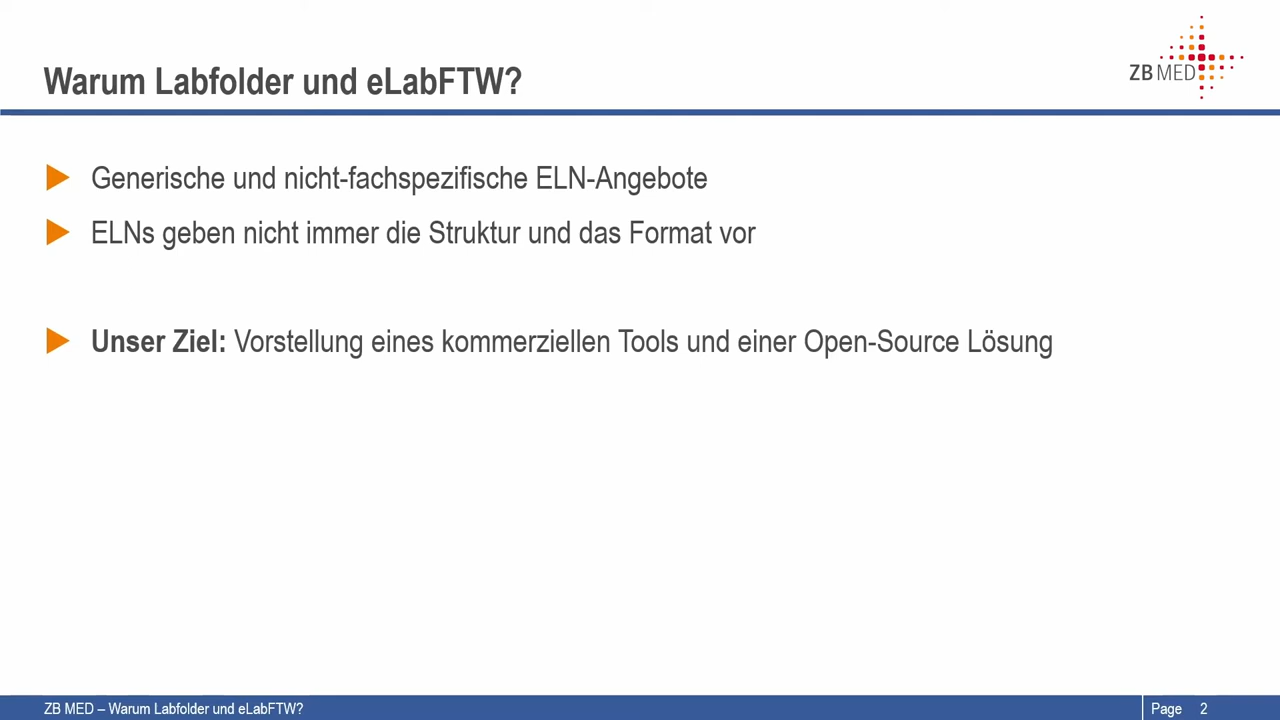 Warum Labfolder und eLabFTW?
ZB MED
Generische und nicht-fachspezifische ELN-Angebote
ELNs geben nicht immer die Struktur und das Format vor
Unser Ziel: Vorstellung eines kommerziellen Tools und einer Open-Source Lösung
ZB MED – Warum Labfolder und eLabFTW?
Page 2